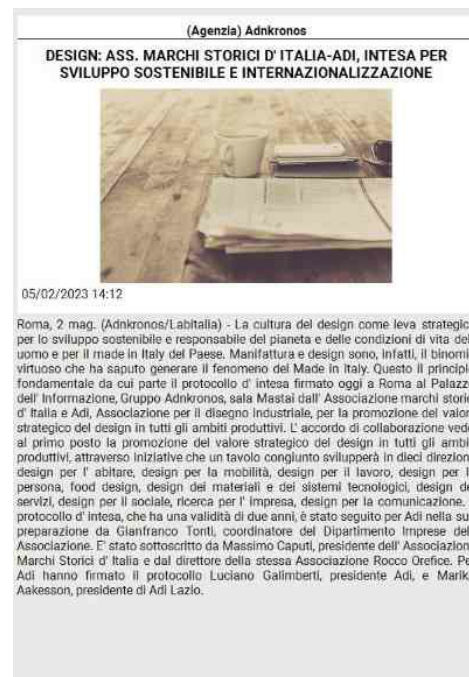 (Agenzia) Adnkronos
DESIGN: ASS. MARCHI STORICI D' ITALIA-ADI, INTESA PER
SVILUPPO SOSTENIBILE E INTERNAZIONALIZZAZIONE
05/02/2023 14:12
Roma, 2 mag. (Adnkronos/Labitalia) - La cultura del design come leva strategic
per lo sviluppo sostenibile e responsabile del pianeta e delle condizioni di vita del
uomo e per il made in Italy del Paese. Manifattura e design sono, infatti, il binomi
virtuoso che ha saputo generare il fenomeno del Made in Italy. Questo il principi
fondamentale da cui parte il protocollo d' intesa firmato oggi a Roma al Palazz
dell' Informazione, Gruppo Adnkronos, sala Mastai dall' Associazione marchi storic
d' Italia e Adi, Associazione per il disegno industriale, per la promozione del valor
strategico del design in tutti gli ambiti produttivi. L' accordo di collaborazione ved
al primo posto la promozione del valore strategico del design in tutti gli ambi
produttivi, attraverso iniziative che un tavolo congiunto svilupperà in dieci direzion
design per l' abitare, design per la mobilità, design per il lavoro, design per l
persona, food design, design dei materiali e dei sistemi tecnologici, design de
servizi, design per il sociale, ricerca per l' impresa, design per la comunicazione.
protocollo d' intesa, che ha una validità di due anni, è stato seguito per Adi nella su
preparazione da Gianfranco Tonti, coordinatore del Dipartimento Imprese del
Associazione. E' stato sottoscritto da Massimo Caputi, presidente dell' Association
Marchi Storici d' Italia e dal direttore della stessa Associazione Rocco Orefice. Pe
Adi hanno firmato il protocollo Luciano Galimberti, presidente Adi, e Marik
Aakesson, presidente di Adi Lazio.